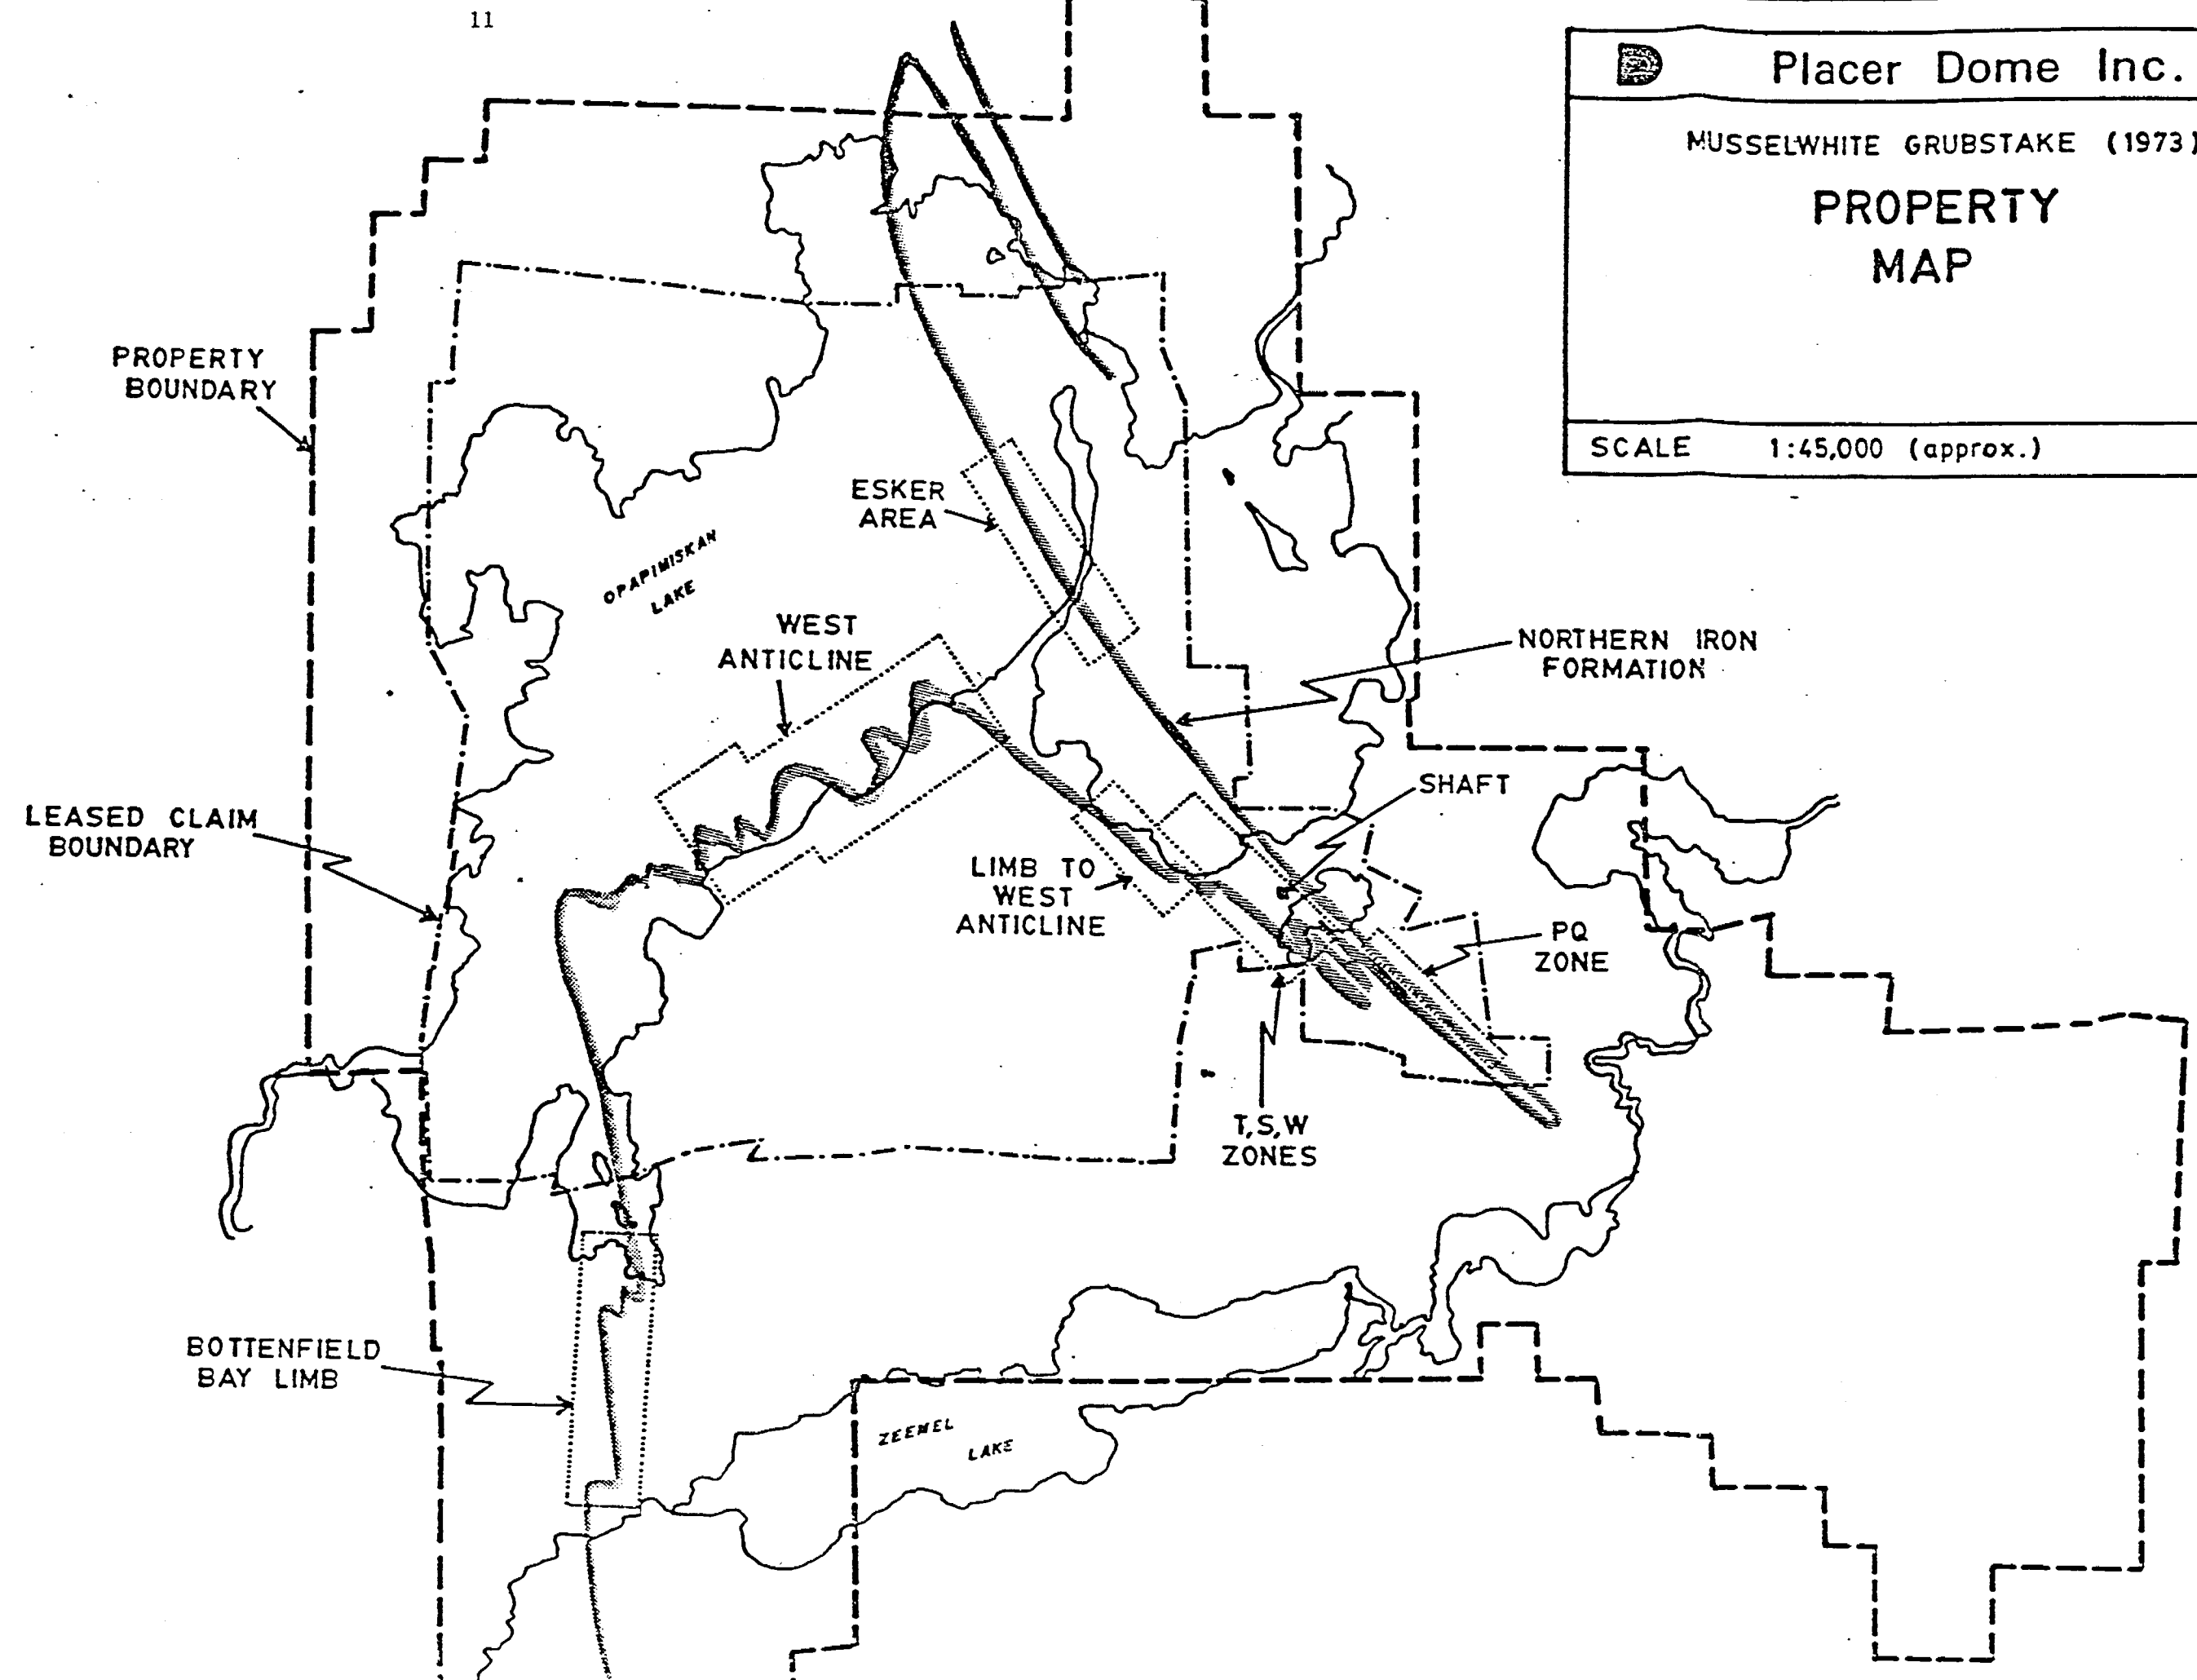 11
Placer Dome Inc.
MUSSELWHITE GRUBSTAKE (1973)
PROPERTY
MAP
SCALE 1:45,000 (approx.)
PROPERTY
BOUNDARY
ESKER
AREA
OPAPIMISKAN
LAKE
WEST
ANTICLINE
NORTHERN IRON
FORMATION
SHAFT
LEASED CLAIM
BOUNDARY
LIMB TO
WEST
ANTICLINE
PQ
ZONE
T,S,W
ZONES
BOTTENFIELD
BAY LIMB
ZEEMEL
LAKE